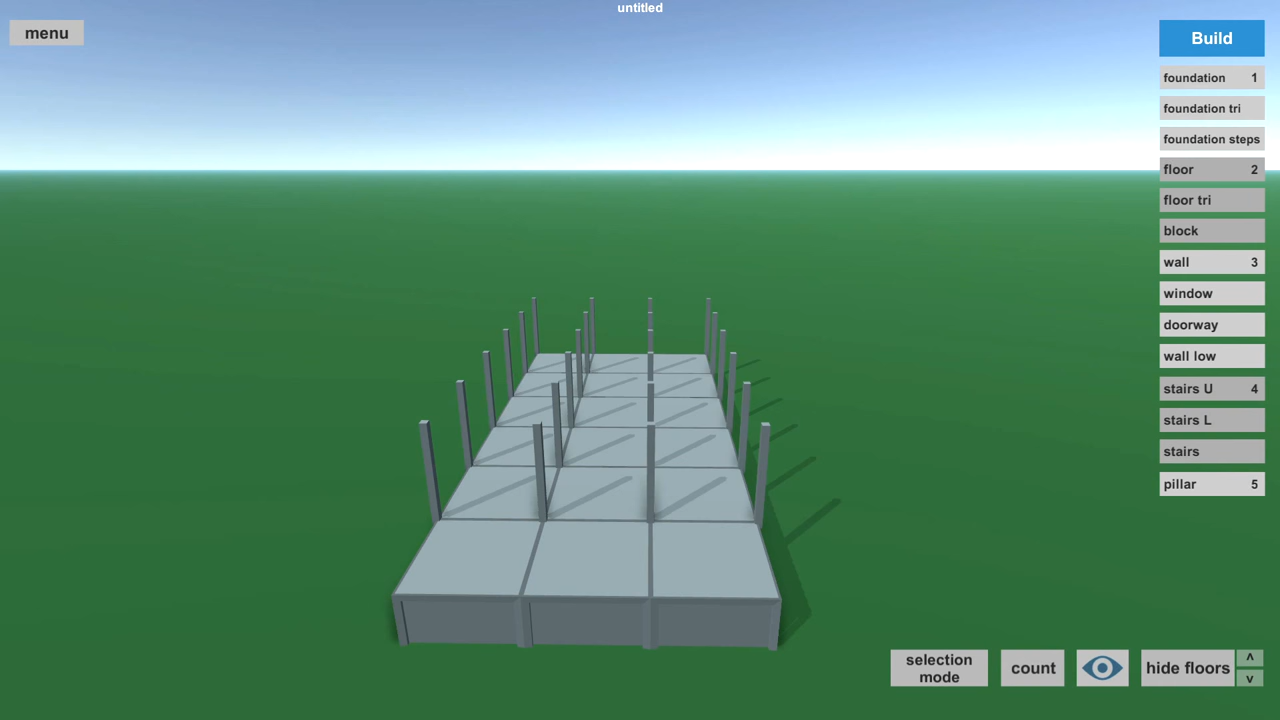 untitled
menu
Build
foundation 1
foundation tri
foundation steps
floor 2
floor tri
block
wall 3
window
doorway
wall low
stairs U 4
stairs L
stairs
pillar 5
selection
mode
count
hide floors